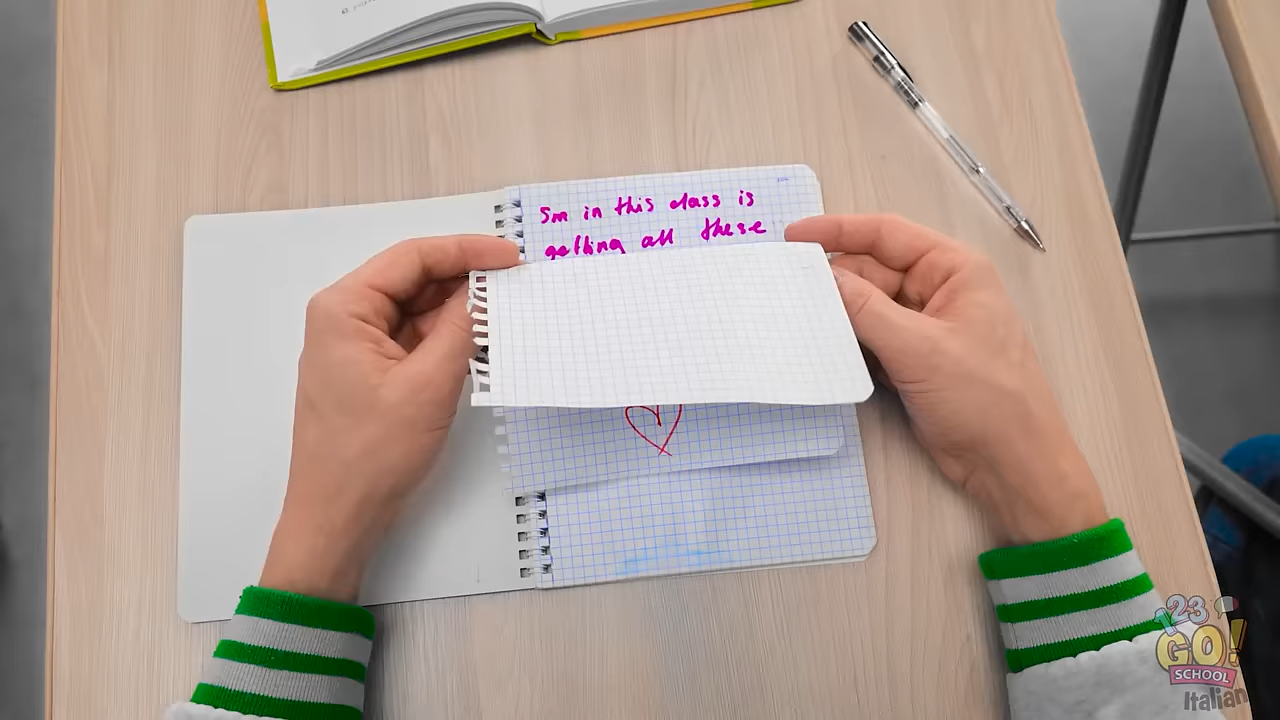 Sm in this class is
getting all these
123
GO!
SCHOOL
Italian